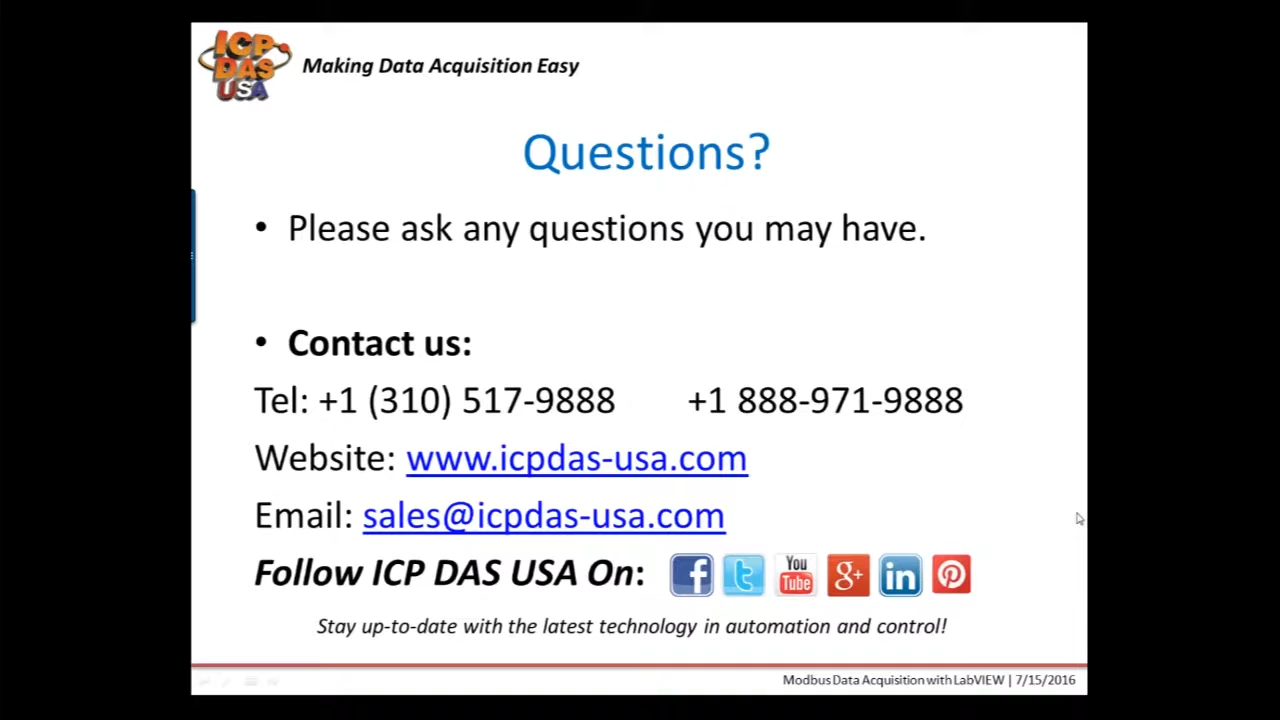 ICP
DAS
USA
Making Data Acquisition Easy
Questions?
• Please ask any questions you may have.
• Contact us:
Tel: +1 (310) 517-9888 +1 888-971-9888
Website: www.icpdas-usa.com
Email: sales@icpdas-usa.com
Follow ICP DAS USA On: f t You Tube g+ in p
Stay up-to-date with the latest technology in automation and control!
Modbus Data Acquisition with LabVIEW | 7/15/2016